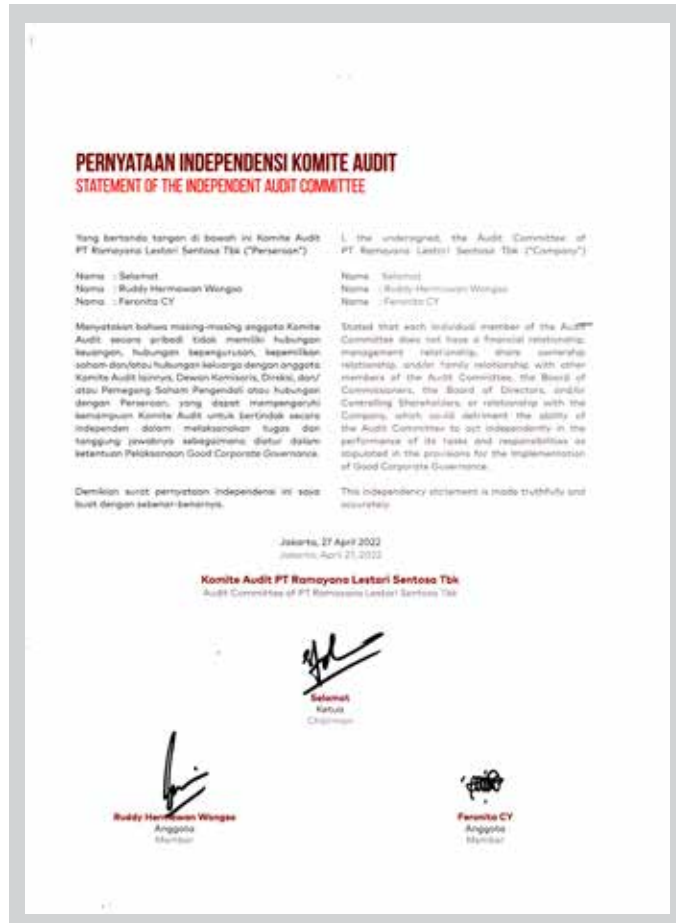 PERNYATAAN INDEPENDENSI KOMITE AUDIT
STATEMENT OF THE INDEPENDENT AUDIT COMMITTEE
Yang bertanda tangan di bawah ini Komite Audit
PT Ramayana Lestari Sentosa Tbk ("Perseroan")
Nama : Selamat
Nama : Ruddy Hermawan Wongso
Nama : Feronita CY
Menyatakan bahwa masing-masing anggota Komite
Audit secara pribadi tidak memiliki hubungan
keuangan, hubungan kepengurusan, kepemilikan
saham dan/atau hubungan keluarga dengan anggota
Komite Audit lainnya, Dewan Komisaris, Direksi, dan/
atau Pemegang Saham Pengendali atau hubungan
dengan Perseroan, yang dapat mempengaruhi
kemampuan Komite Audit untuk bertindak secara
independen dalam melaksanakan tugas dan
tanggung jawabnya sebagaimana diatur dalam
ketentuan Pelaksanaan Good Corporate Governance.
Demikian surat pernyataan independensi ini saya
buat dengan sebenar-benarnya.
I, the undersigned, the Audit Committee of
PT Ramayana Lestari Sentosa Tbk ("Company")
Name : Selamat
Name : Ruddy Hermawan Wongso
Name : Feronita CY
Stated that each individual member of the Audit
Committee does not have a financial relationship,
management relationship, share ownership
relationship, and/or family relationship with other
members of the Audit Committee, the Board of
Commissioners, the Board of Directors, and/or
Controlling Shareholders, or relationship with the
Company, which could detriment the ability of
the Audit Committee to act independently in the
performance of its tasks and responsibilities as
stipulated in the provisions for the Implementation
of Good Corporate Governance.
This independency statement is made truthfully and
accurately.
Jakarta, 27 April 2022
Jakarta, April 27, 2022
Komite Audit PT Ramayana Lestari Sentosa Tbk
Audit Committee of PT Ramayana Lestari Sentosa Tbk
Selamat
Ketua
Chairman
Ruddy Hermawan Wongso
Anggota
Member
Feronita CY
Anggota
Member